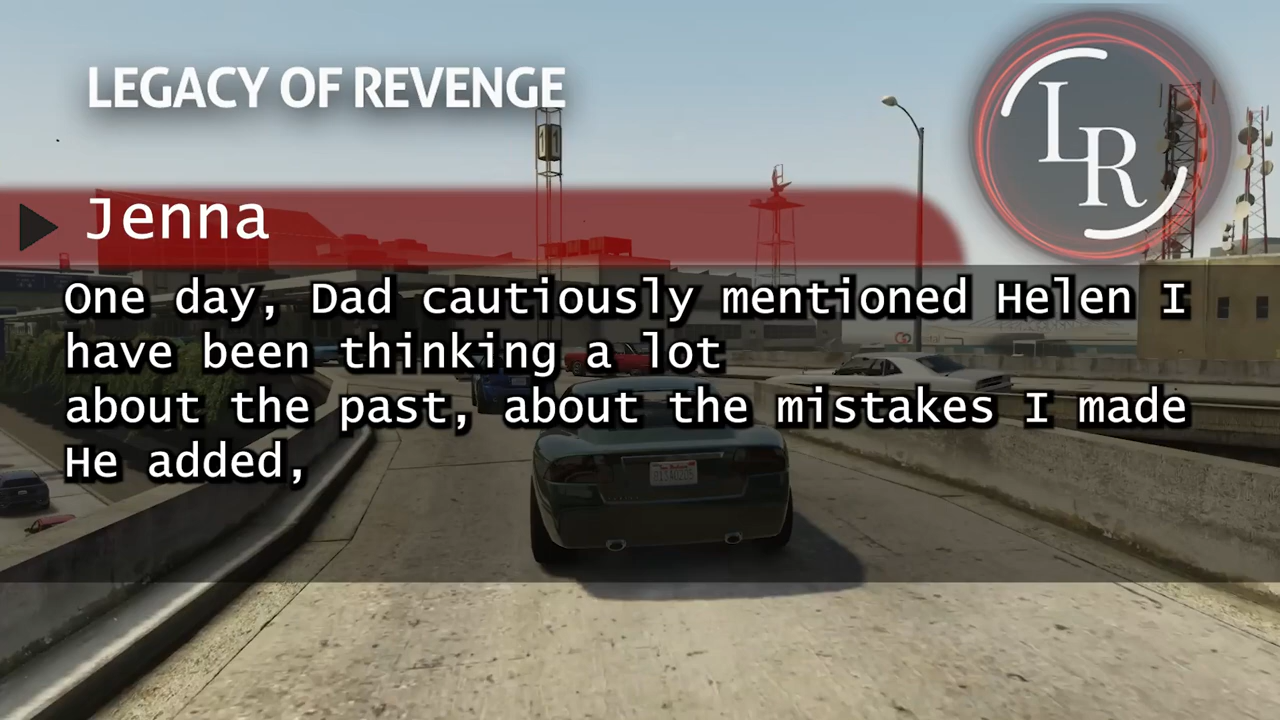 LEGACY OF REVENGE
LR
11
Jenna
One day, Dad cautiously mentioned Helen I
have been thinking a lot
about the past, about the mistakes I made
He added,